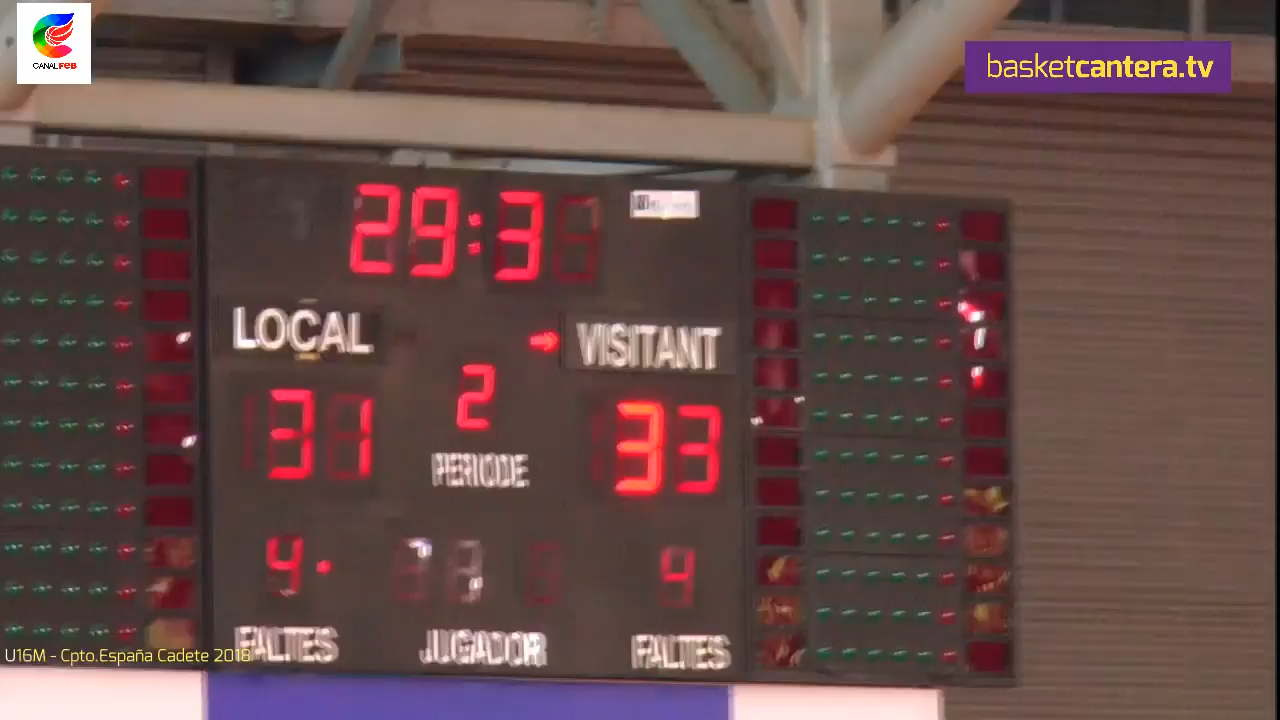 CANALFEB
basketcantera.tv
29:3
LOCAL
VISITANT
31
2
33
PERIODE
4
4
FALTES
JUGADOR
FALTES
U16M - Cpto.España Cadete 2018